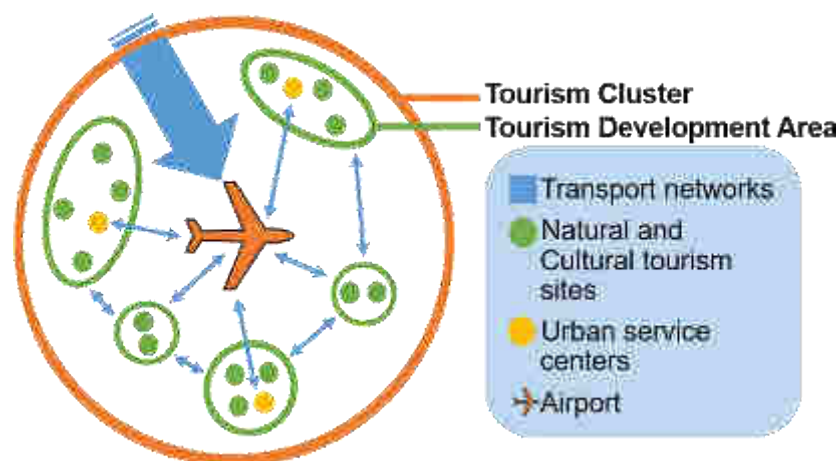 Tourism Cluster
Tourism Development Area
Transport networks
Natural and
Cultural tourism
sites
Urban service
centers
Airport